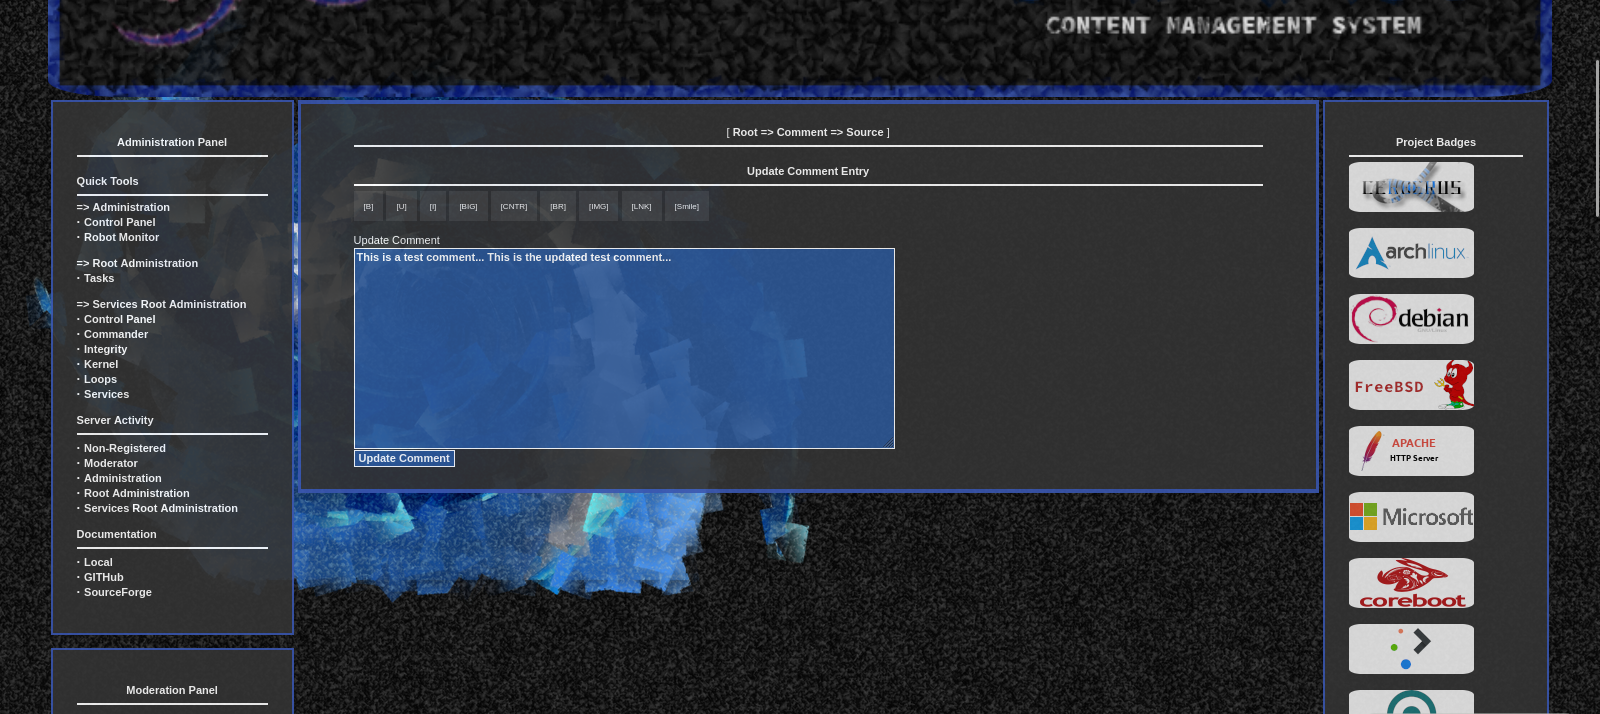 CONTENT MANAGEMENT SYSTEM
Administration Panel
Quick Tools
=> Administration
· Control Panel
· Robot Monitor
=> Root Administration
· Tasks
=> Services Root Administration
· Control Panel
· Commander
· Integrity
· Kernel
· Loops
· Services
Server Activity
· Non-Registered
· Moderator
· Administration
· Root Administration
· Services Root Administration
Documentation
· Local
· GITHub
· SourceForge
Moderation Panel
[ Root => Comment => Source ]
Update Comment Entry
[B] [U] [I] [BIG] [CNTR] [BR] [IMG] [LNK] [Smile]
Update Comment
This is a test comment... This is the updated test comment...
Update Comment
Project Badges
CERBERUS
archlinux
debian
FreeBSD
APACHE
HTTP Server
Microsoft
coreboot